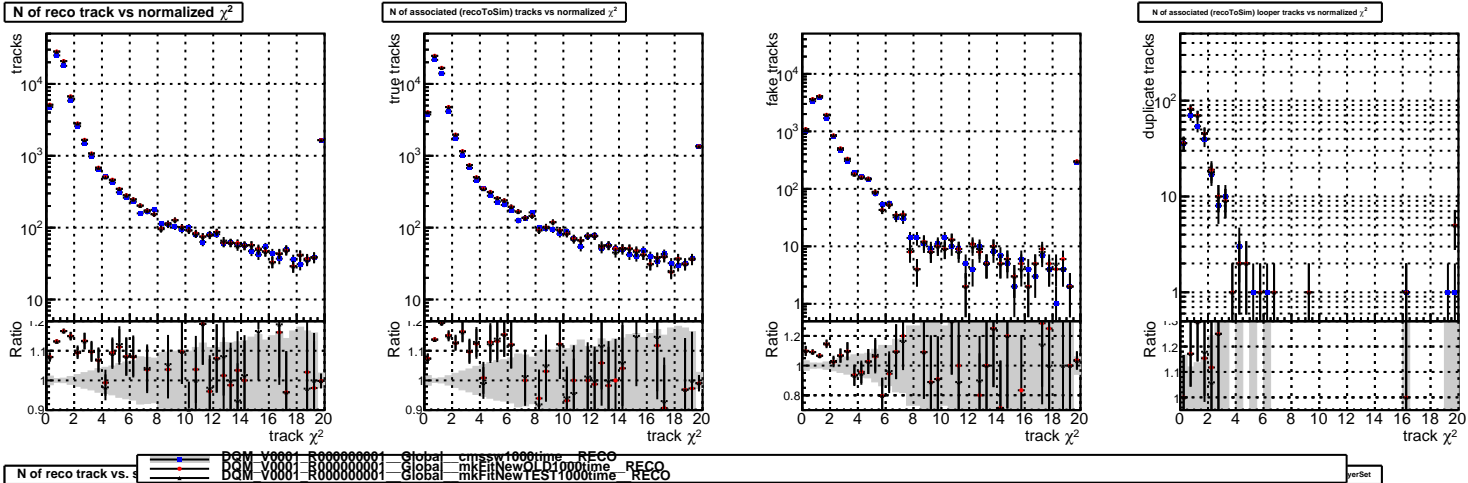 N of reco track vs normalized χ²
N of associated (recoToSim) tracks vs normalized χ²
N of associated (recoToSim) looper tracks vs normalized χ²
tracks
10⁴
10³
10²
10
Ratio
1.2
1.1
1
0.9
0 2 4 6 8 10 12 14 16 18 20
track χ²
true tracks
10⁴
10³
10²
10
Ratio
1.2
1.1
1
0.9
0 2 4 6 8 10 12 14 16 18 20
track χ²
fake tracks
10⁴
10³
10²
10
1
Ratio
1.2
1
0.8
0 2 4 6 8 10 12 14 16 18 20
track χ²
duplicate tracks
10²
10
1
Ratio
1.3
1.2
1.1
0 2 4 6 8 10 12 14 16 18 20
track χ²
DQM_V0001_R000000001__Global__cmssw1000time__RECO
DQM_V0001_R000000001__Global__mkFitNewOLD1000time__RECO
DQM_V0001_R000000001__Global__mkFitNewTEST1000time__RECO
N of reco track vs. s
yerSet